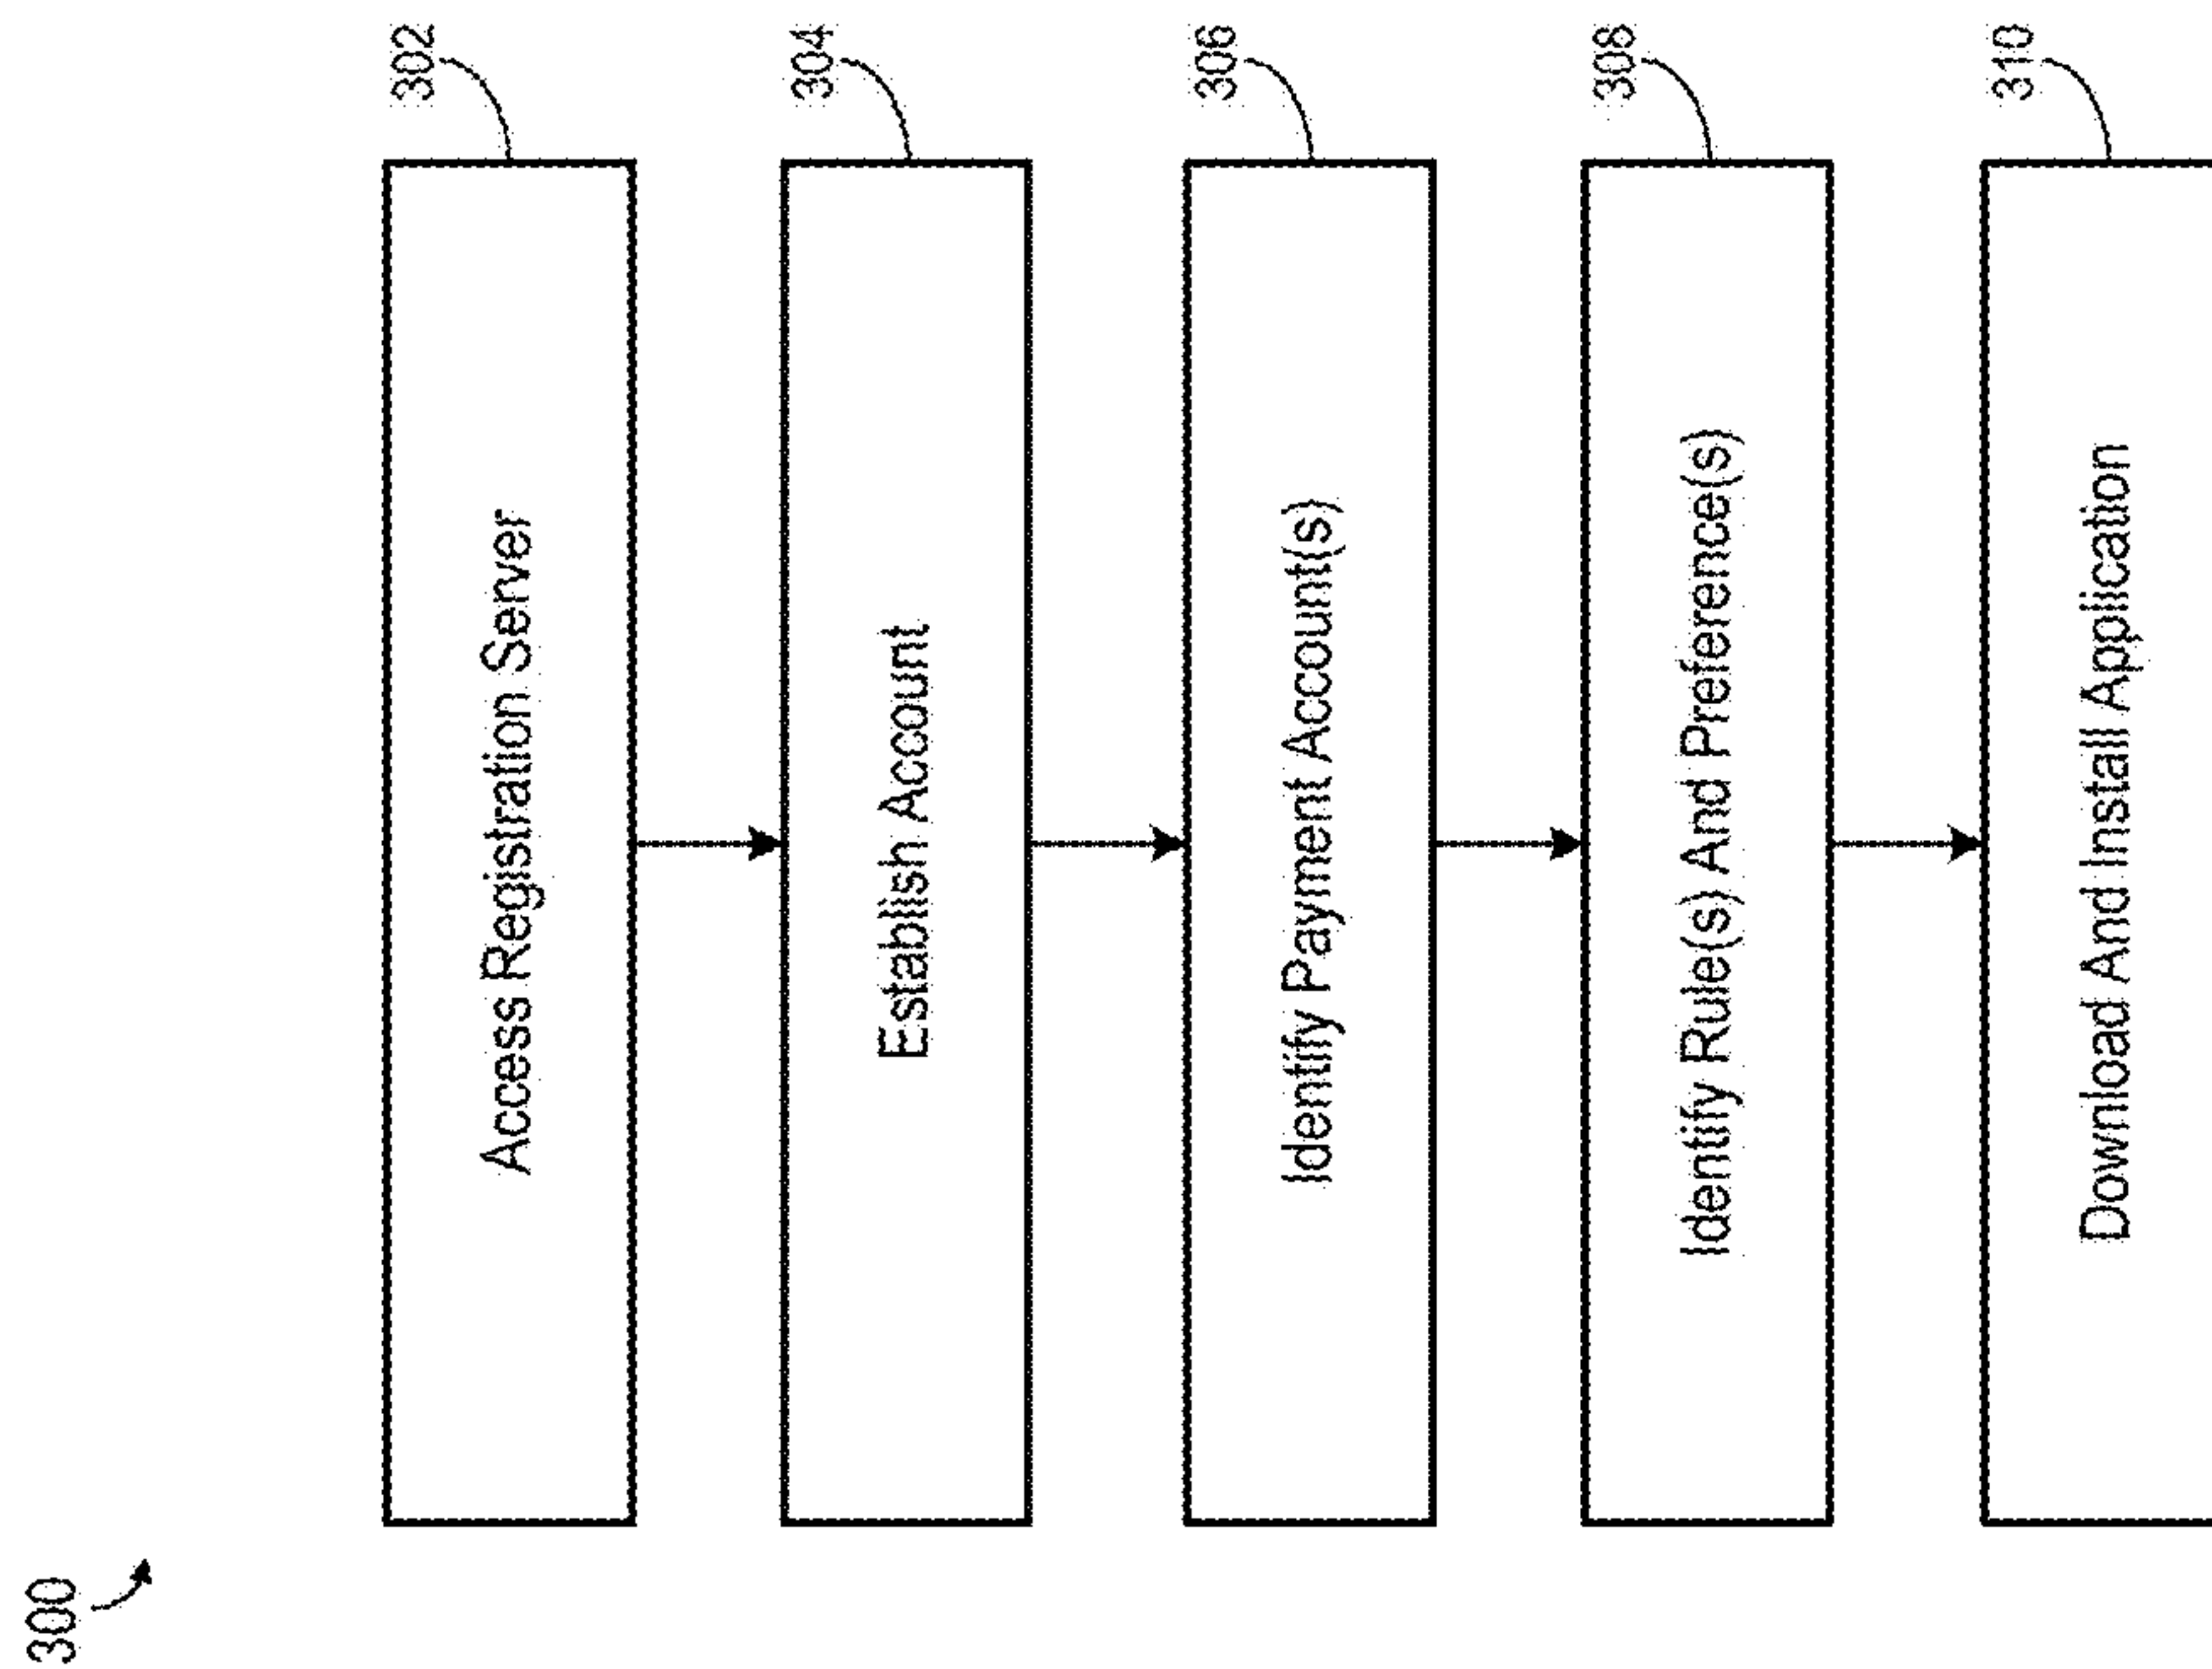 300
302
Access Registration Server
304
Establish Account
306
Identify Payment Account(s)
308
Identify Rule(s) And Preference(s)
310
Download And Install Application